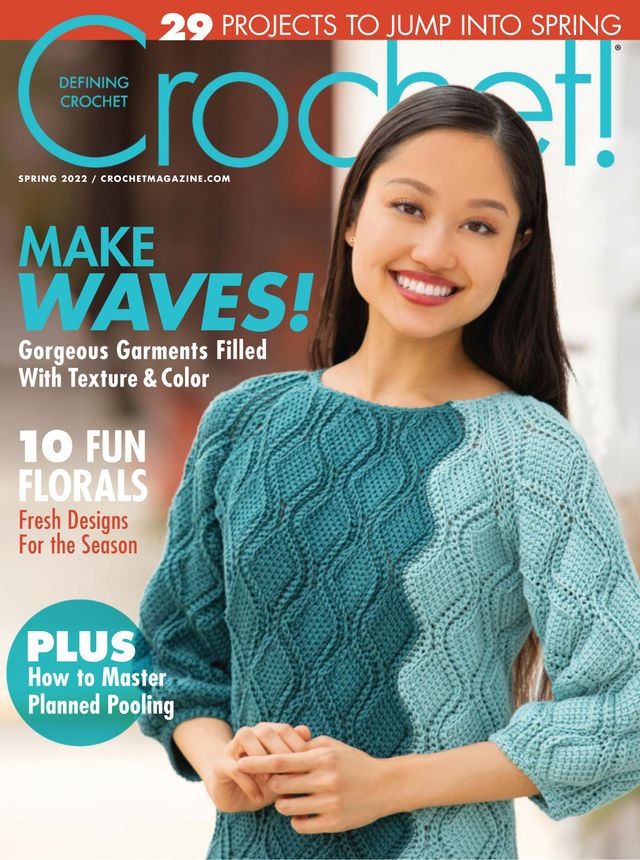 29 PROJECTS TO JUMP INTO SPRING
DEFINING
CROCHET
Crochet!®
SPRING 2022 / CROCHETMAGAZINE.COM
MAKE
WAVES!
Gorgeous Garments Filled
With Texture & Color
10 FUN
FLORALS
Fresh Designs
For the Season
PLUS
How to Master
Planned Pooling